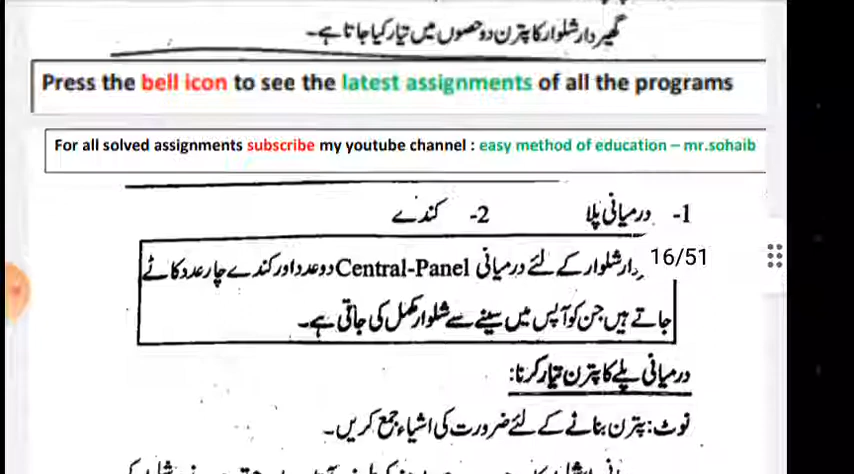 گھیر دار شلوار کا پترن دو حصوں میں تیار کیا جاتا ہے۔
Press the bell icon to see the latest assignments of all the programs
For all solved assignments subscribe my youtube channel : easy method of education – mr.sohaib
1- درمیانی پلا 2- کندے
دار شلوار کے لئے درمیانی Central-Panel دو عدد اور کندے چار عدد کاٹے
16/51
جاتے ہیں جن کو آپس میں سینے سے شلوار مکمل کی جاتی ہے۔
درمیانی پلے کا پترن تیار کرنا:
نوٹ: پترن بنانے کے لئے ضرورت کی اشیاء جمع کریں۔